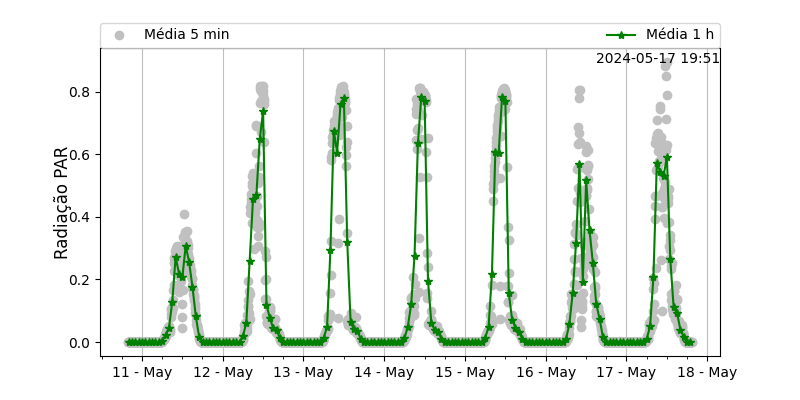 Média 5 min
Média 1 h
2024-05-17 19:51
Radiação PAR
0.8
0.6
0.4
0.2
0.0
11 - May
12 - May
13 - May
14 - May
15 - May
16 - May
17 - May
18 - May